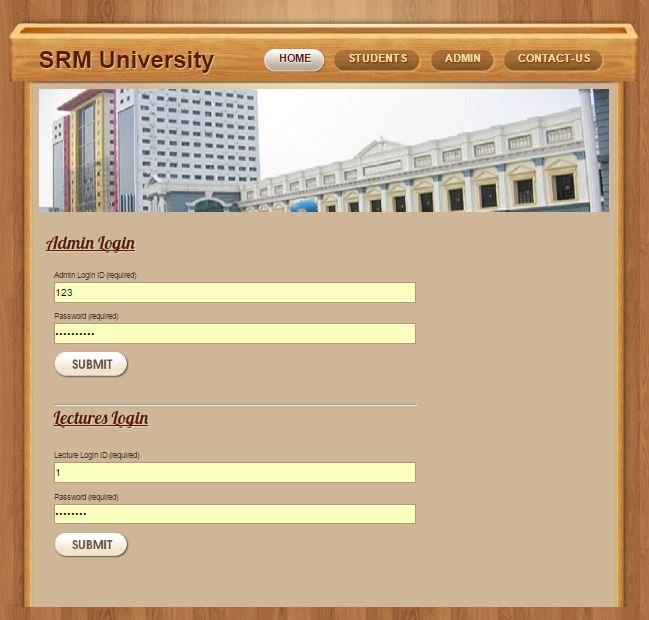 SRM University
HOME STUDENTS ADMIN CONTACT-US
Admin Login
Admin Login ID (required)
123
Password (required)
••••••••••
SUBMIT
Lectures Login
Lecture Login ID (required)
1
Password (required)
••••••••
SUBMIT